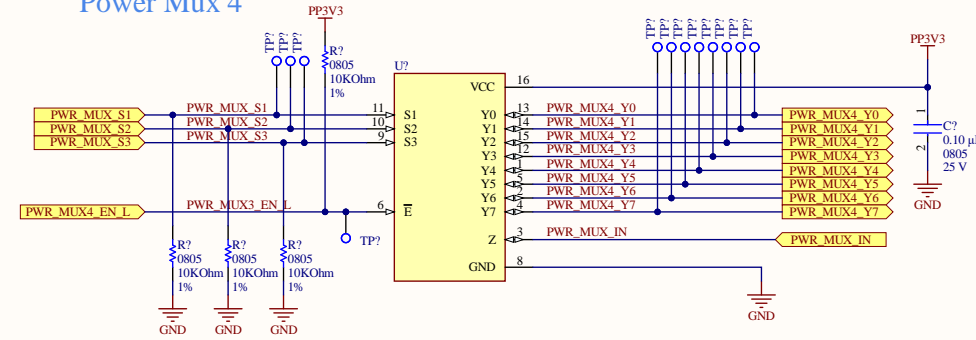 Power Mux 4
PP3V3
TP? TP? TP?
R?
0805
10KOhm
1%
U?
TP? TP? TP? TP? TP? TP? TP? TP?
PP3V3
VCC 16
PWR_MUX_S1 PWR_MUX_S1 11 S1 Y0 13 PWR_MUX4_Y0 PWR_MUX4_Y0
PWR_MUX_S2 PWR_MUX_S2 10 S2 Y1 14 PWR_MUX4_Y1 PWR_MUX4_Y1
PWR_MUX_S3 PWR_MUX_S3 9 S3 Y2 15 PWR_MUX4_Y2 PWR_MUX4_Y2
Y3 12 PWR_MUX4_Y3 PWR_MUX4_Y3
Y4 1 PWR_MUX4_Y4 PWR_MUX4_Y4
Y5 5 PWR_MUX4_Y5 PWR_MUX4_Y5
Y6 2 PWR_MUX4_Y6 PWR_MUX4_Y6
PWR_MUX4_EN_L PWR_MUX3_EN_L 6 E Y7 4 PWR_MUX4_Y7 PWR_MUX4_Y7
1
2
C?
0.10 µ
0805
25 V
GND
TP?
Z 3 PWR_MUX_IN PWR_MUX_IN
GND 8
R? R? R?
0805 0805 0805
10KOhm 10KOhm 10KOhm
1% 1% 1%
GND GND GND
GND